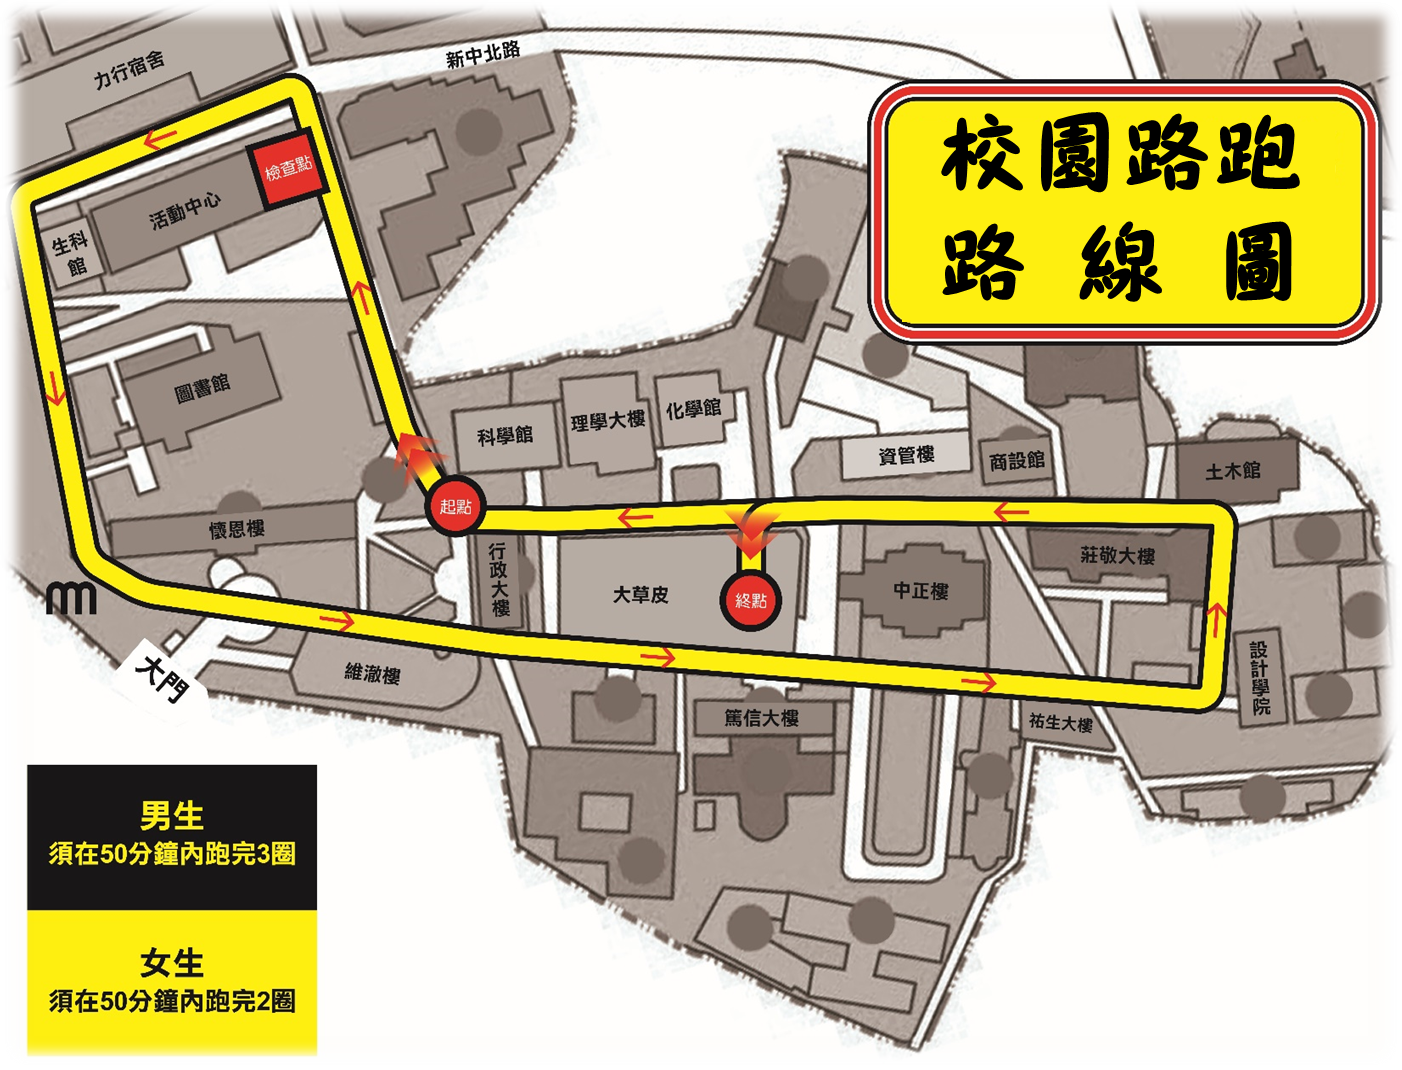 校園路跑
路線圖
新中北路
力行宿舍
檢查點
活動中心
生科
館
圖書館
科學館
理學大樓
化學館
資管樓
商設館
土木館
起點
懷恩樓
行政大樓
大草皮
終點
中正樓
莊敬大樓
設計學院
維澈樓
大門
篤信大樓
祐生大樓
男生
須在50分鐘內跑完3圈
女生
須在50分鐘內跑完2圈